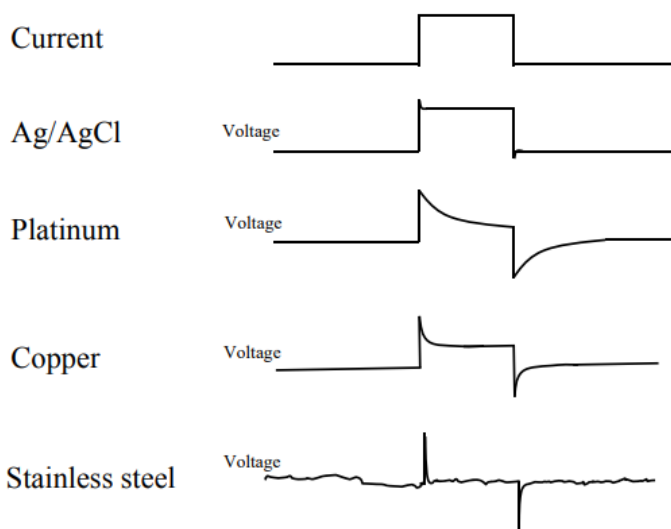 Current
Ag/AgCl Voltage
Platinum Voltage
Copper Voltage
Stainless steel Voltage